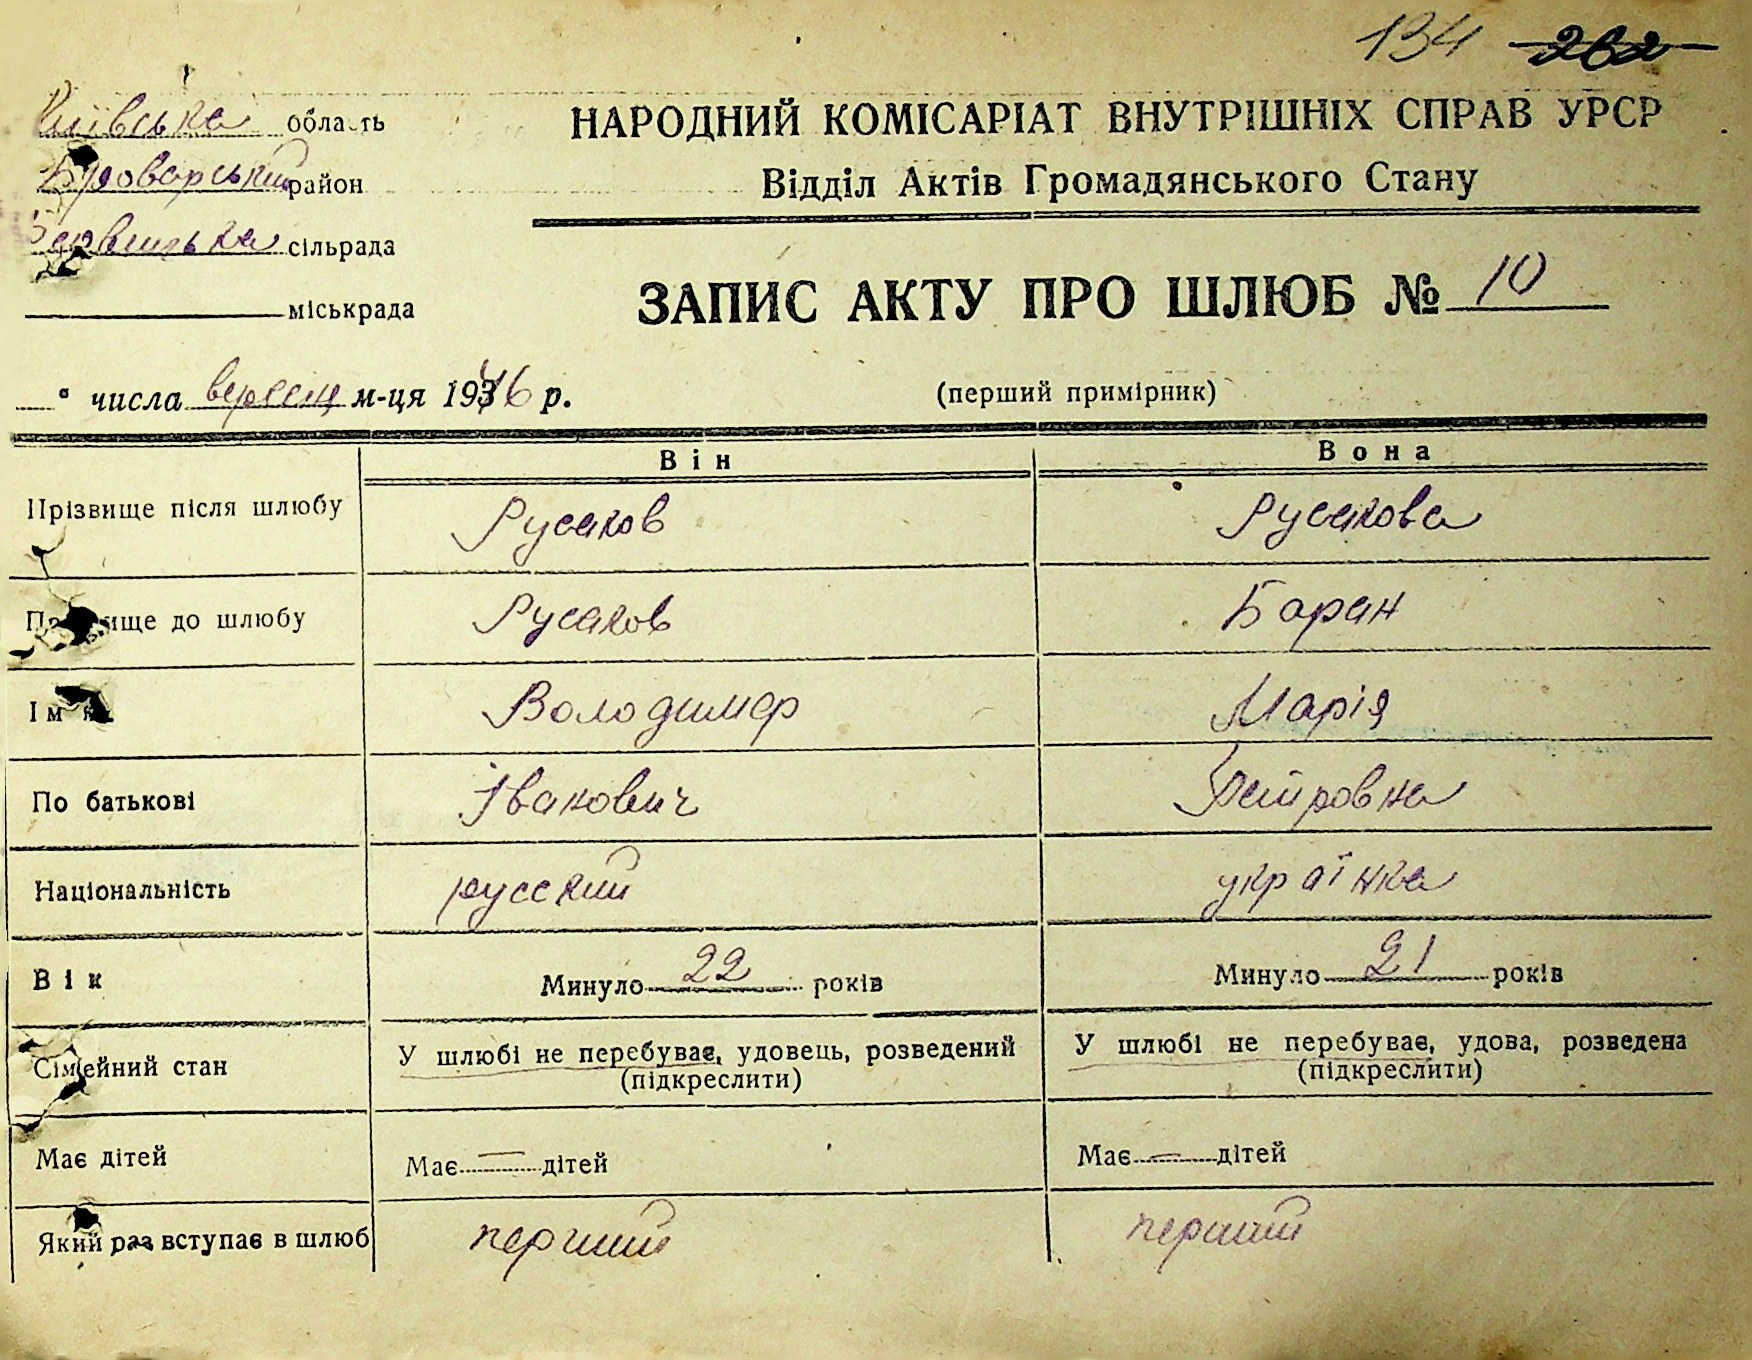 134 262
Київська область
Броварський район
сільрада
міськрада
НАРОДНИЙ КОМІСАРІАТ ВНУТРІШНІХ СПРАВ УРСР
Відділ Актів Громадянського Стану
ЗАПИС АКТУ ПРО ШЛЮБ № 10
числа вересня м-ця 1946 р.
(перший примірник)
Він Вона
Прізвище після шлюбу Русаков Русакова
Прізвище до шлюбу Русаков Баран
Ім'я Володимер Марія
По батькові Іванович Петровна
Національність русский українка
Вік Минуло 22 років Минуло 21 років
Сімейний стан У шлюбі не перебуває, удовець, розведений У шлюбі не перебуває, удова, розведена
(підкреслити) (підкреслити)
Має дітей Має — дітей Має — дітей
Який раз вступає в шлюб перший перший